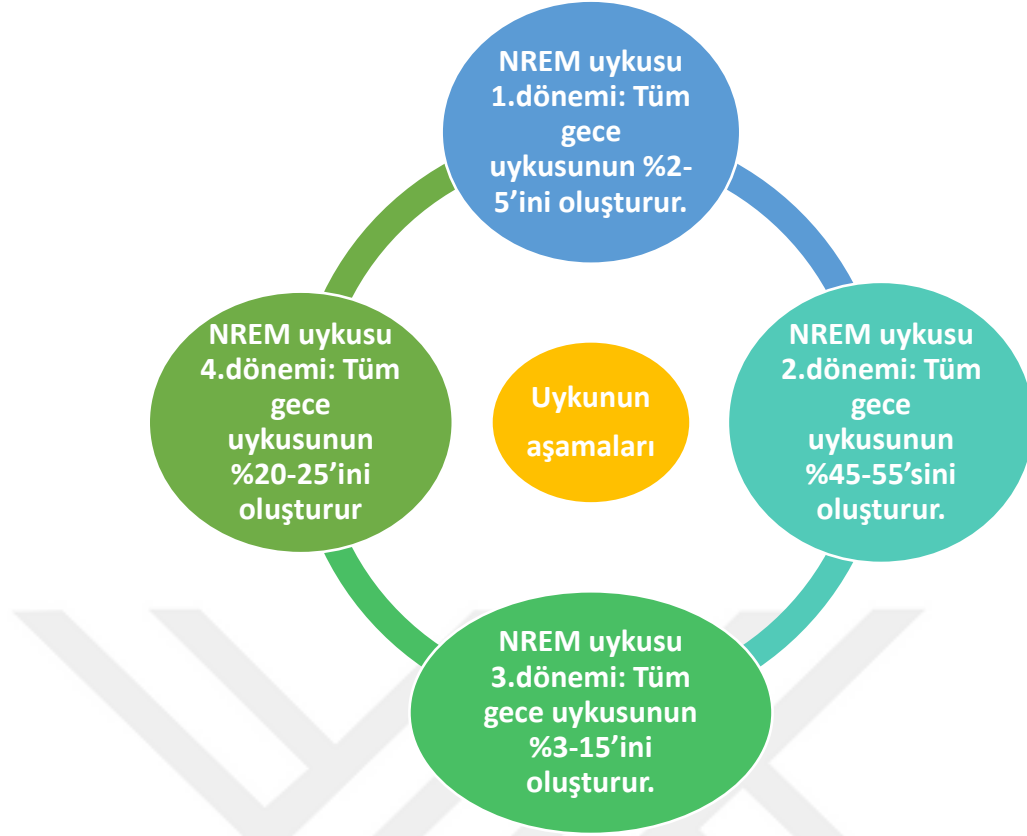 NREM uykusu
1.dönemi: Tüm
gece
uykusunun %2-
5’ini oluşturur.
NREM uykusu
2.dönemi: Tüm
gece
uykusunun
%45-55’sini
oluşturur.
NREM uykusu
3.dönemi: Tüm
gece uykusunun
%3-15’ini
oluşturur.
NREM uykusu
4.dönemi: Tüm
gece
uykusunun
%20-25’ini
oluşturur
Uykunun
aşamaları